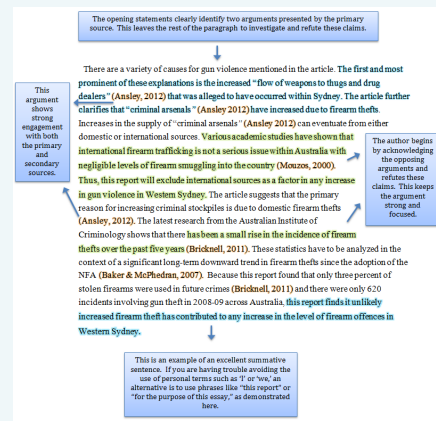 The opening statements clearly identify two arguments presented by the primary
source. This leaves the rest of the paragraph to investigate and refute these claims.
There are a variety of causes for gun violence mentioned in the article. The first and most
prominent of these explanations is the increased “flow of weapons to thugs and drug
dealers” (Ansley, 2012) that was alleged to have occurred within Sydney. The article further
clarifies that “criminal arsenals” (Ansley 2012) have increased due to firearm thefts.
Increases in the supply of “criminal arsenals” (Ansley 2012) can eventuate from either
domestic or international sources. Various academic studies have shown that
international firearm trafficking is not a serious issue within Australia with
negligible levels of firearm smuggling into the country (Mouzos, 2000).
Thus, this report will exclude international sources as a factor in any increase
in gun violence in Western Sydney. The article suggests that the primary
reason for increasing criminal stockpiles is due to domestic firearm thefts
(Ansley, 2012). The latest research from the Australian Institute of
Criminology shows that there has been a small rise in the incidence of firearm
thefts over the past five years (Bricknell, 2011). These statistics have to be analyzed in the
context of a significant long-term downward trend in firearm thefts since the adoption of the
NFA (Baker & McPhedran, 2007). Because this report found that only three percent of
stolen firearms were used in future crimes (Bricknell, 2011) and there were only 620
incidents involving gun theft in 2008-09 across Australia, this report finds it unlikely
increased firearm theft has contributed to any increase in the level of firearm offences in
Western Sydney.
This
argument
shows
strong
engagement
with both
the primary
and
secondary
sources.
The author begins
by acknowledging
the opposing
arguments and
refutes these
claims. This keeps
the argument
strong and
focused.
This is an example of an excellent summative
sentence. If you are having trouble avoiding the
use of personal terms such as ‘I’ or ‘we,’ an
alternative is to use phrases like “this report” or
“for the purpose of this essay,” as demonstrated
here.